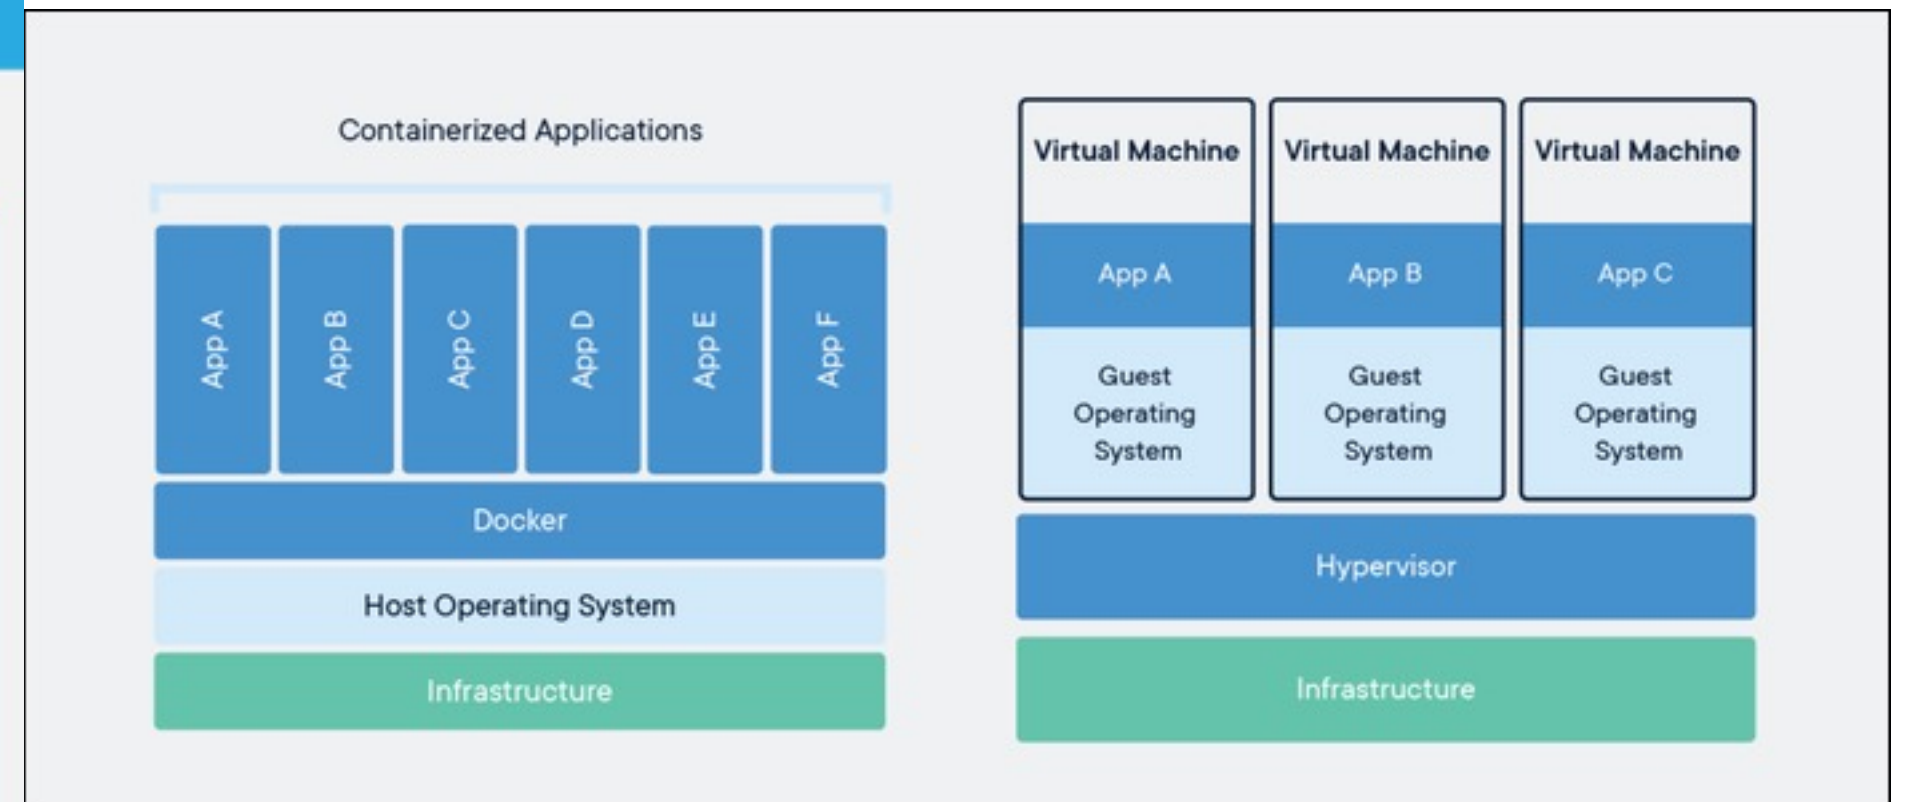 Containerized Applications
App A
App B
App C
App D
App E
App F
Docker
Host Operating System
Infrastructure
Virtual Machine
App A
Guest
Operating
System
Virtual Machine
App B
Guest
Operating
System
Virtual Machine
App C
Guest
Operating
System
Hypervisor
Infrastructure